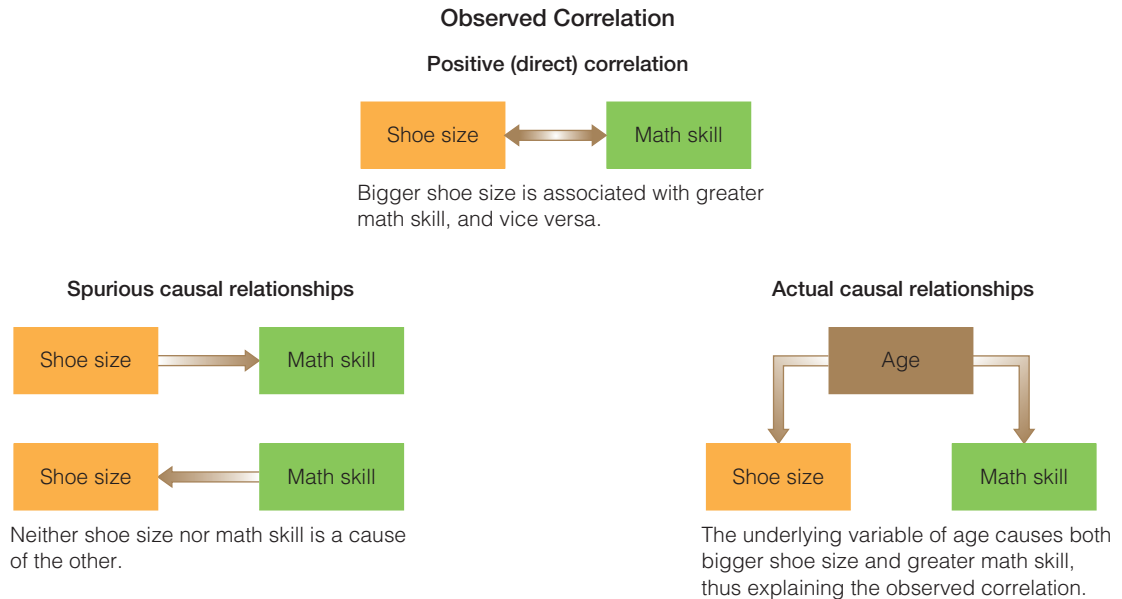 Observed Correlation
Positive (direct) correlation
Shoe size
Math skill
Bigger shoe size is associated with greater
math skill, and vice versa.
Spurious causal relationships
Shoe size
Math skill
Shoe size
Math skill
Neither shoe size nor math skill is a cause
of the other.
Actual causal relationships
Age
Shoe size
Math skill
The underlying variable of age causes both
bigger shoe size and greater math skill,
thus explaining the observed correlation.